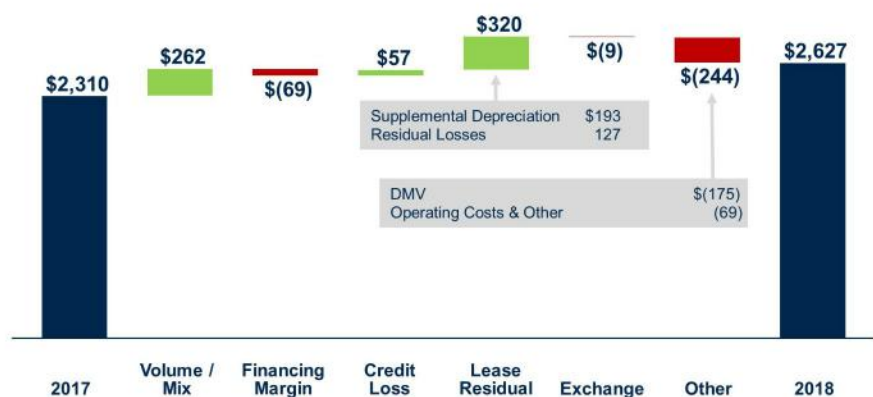 $2,310
$262
$(69)
$57
$320
$(9)
$(244)
$2,627
Supplemental Depreciation $193
Residual Losses 127
DMV $(175)
Operating Costs & Other (69)
2017
Volume /
Mix
Financing
Margin
Credit
Loss
Lease
Residual
Exchange
Other
2018